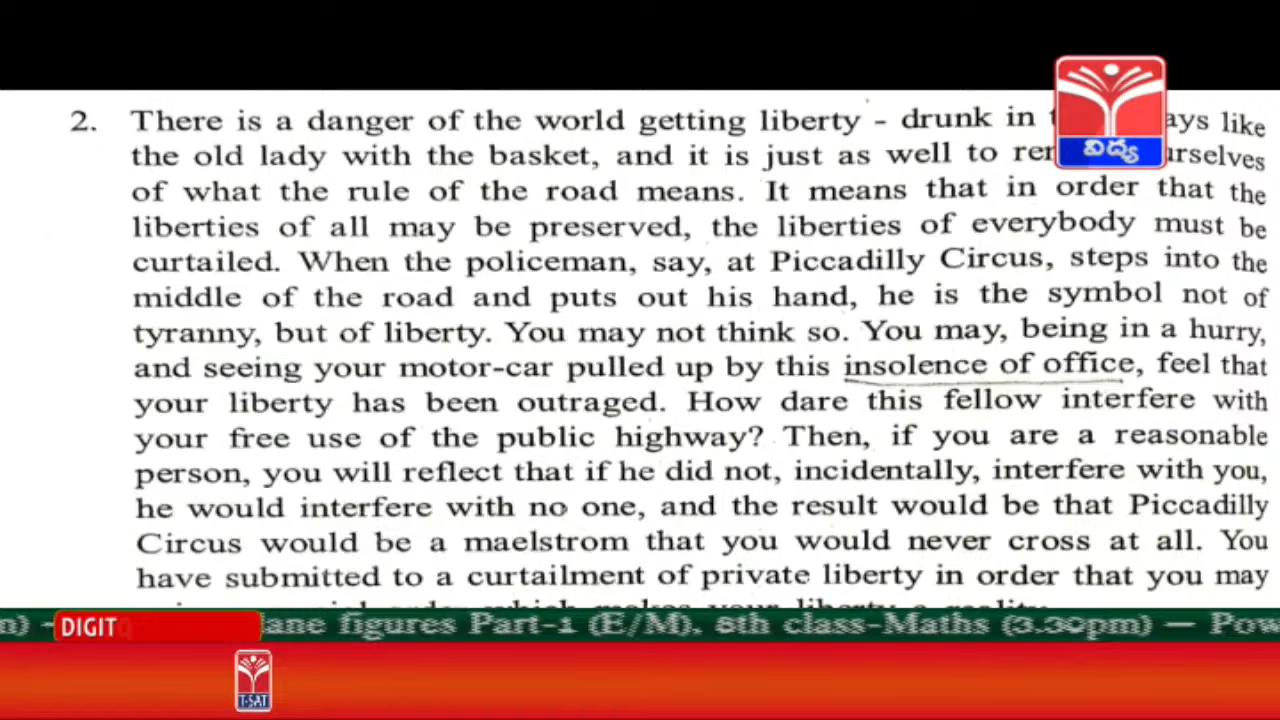 2. There is a danger of the world getting liberty - drunk in ays like
the old lady with the basket, and it is just as well to urselves
of what the rule of the road means. It means that in order that the
liberties of all may be preserved, the liberties of everybody must be
curtailed. When the policeman, say, at Piccadilly Circus, steps into the
middle of the road and puts out his hand, he is the symbol not of
tyranny, but of liberty. You may not think so. You may, being in a hurry,
and seeing your motor-car pulled up by this insolence of office, feel that
your liberty has been outraged. How dare this fellow interfere with
your free use of the public highway? Then, if you are a reasonable
person, you will reflect that if he did not, incidentally, interfere with you,
he would interfere with no one, and the result would be that Piccadilly
Circus would be a maelstrom that you would never cross at all. You
have submitted to a curtailment of private liberty in order that you may
which makes your liberty a reality.
విద్య
DIGIT
lane figures Part-1 (E/M), 8th class-Maths (3.30pm) — Pow
T-SAT